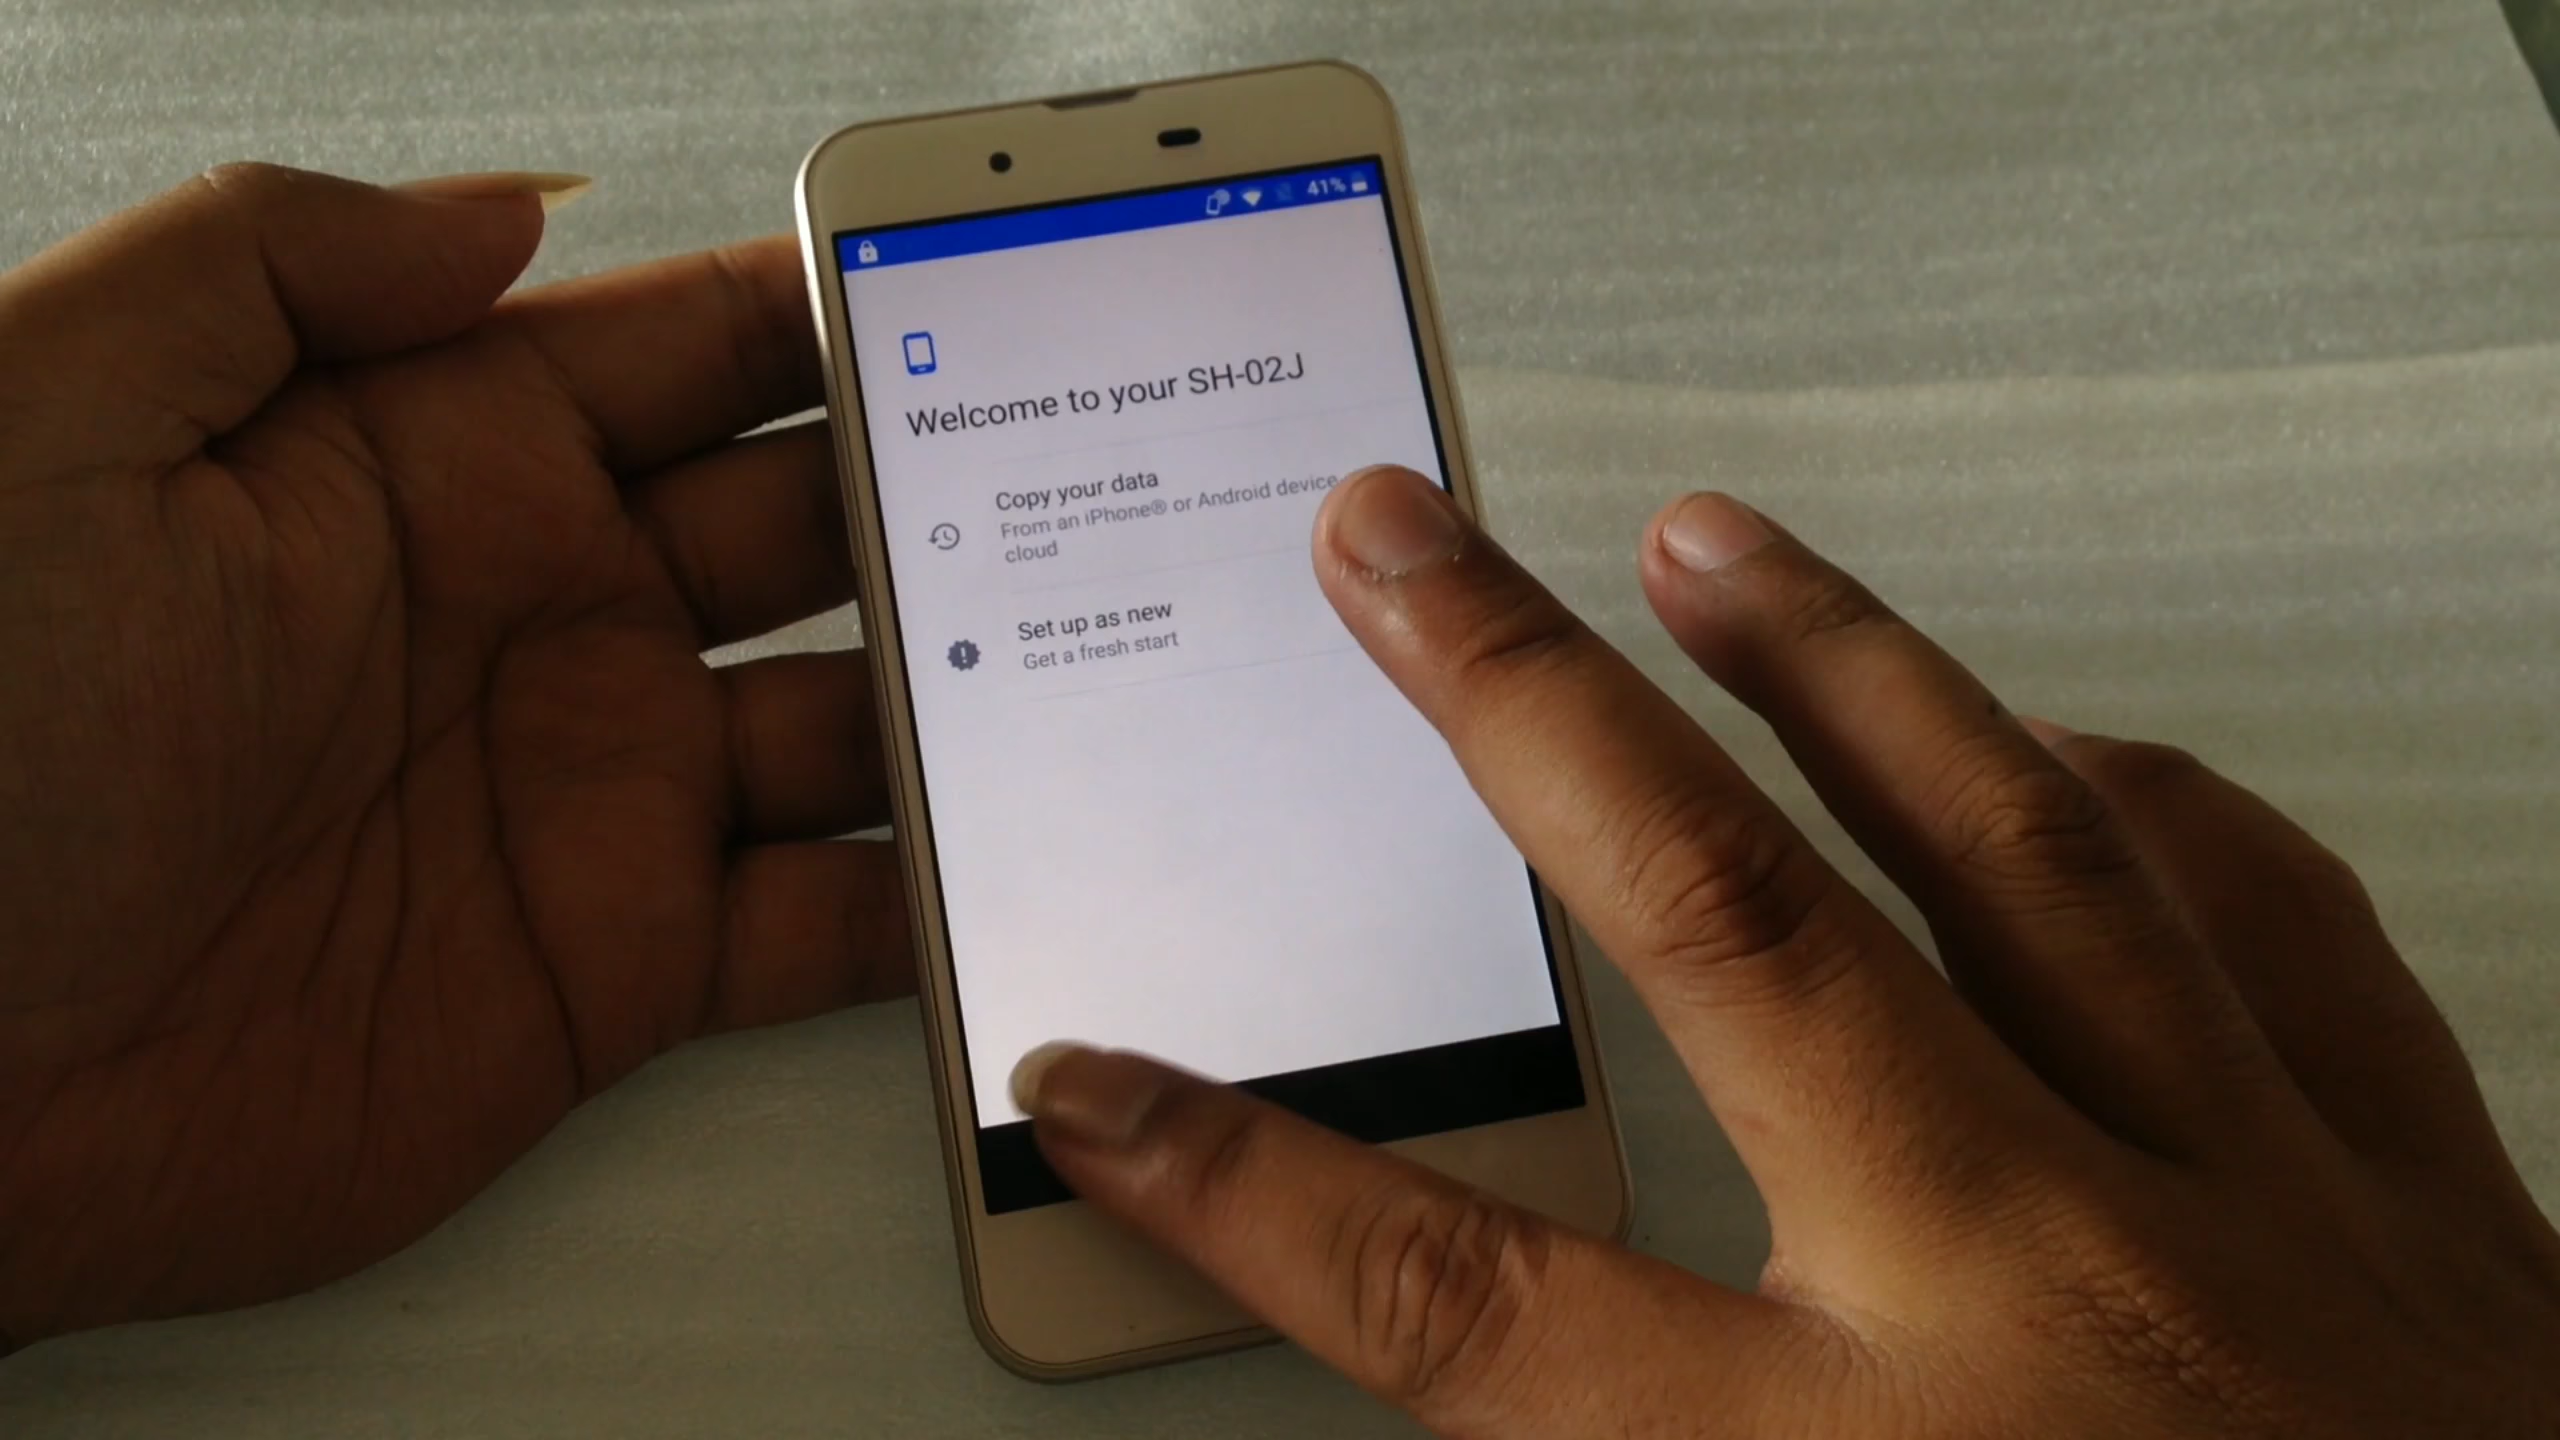 41%
Welcome to your SH-02J
Copy your data
From an iPhone® or Android device
cloud
Set up as new
Get a fresh start